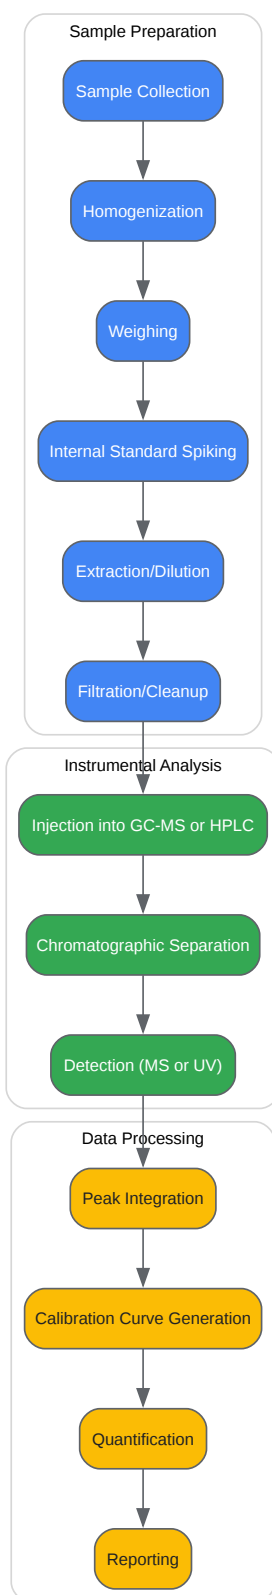 Sample Preparation
Sample Collection
Homogenization
Weighing
Internal Standard Spiking
Extraction/Dilution
Filtration/Cleanup
Instrumental Analysis
Injection into GC-MS or HPLC
Chromatographic Separation
Detection (MS or UV)
Data Processing
Peak Integration
Calibration Curve Generation
Quantification
Reporting